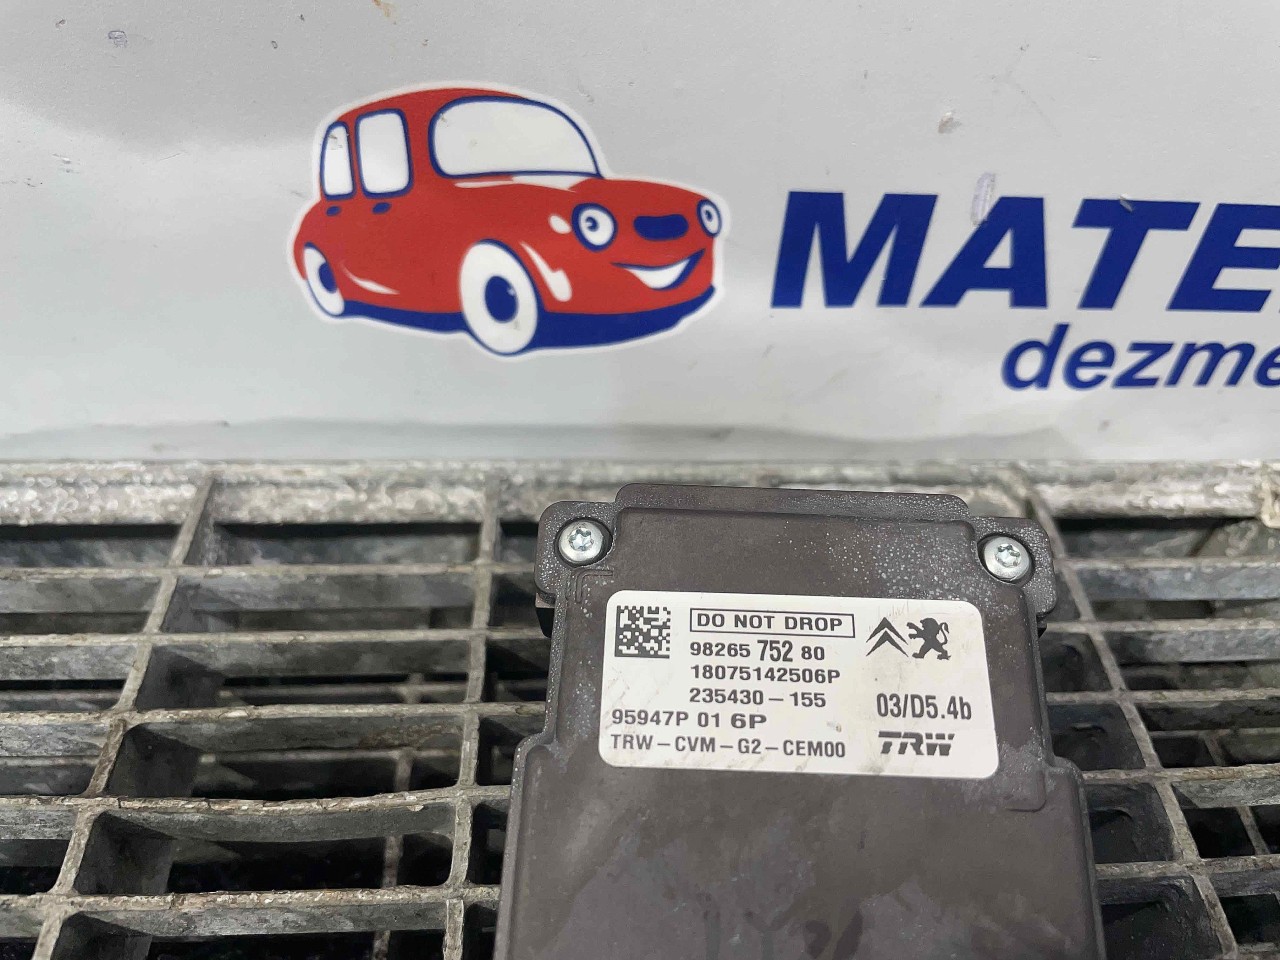 MATE
dezme
DO NOT DROP
98265 752 80
18075142506P
235430-155
95947P 01 6P
03/D5.4b
TRW-CVM-G2-CEM00
TRW